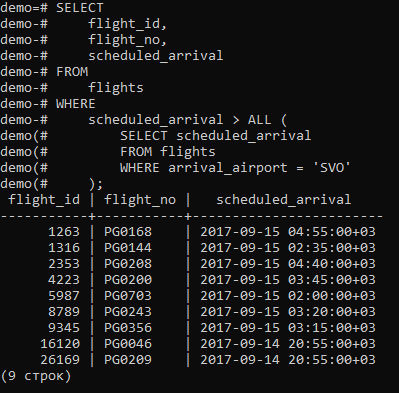 demo=# SELECT
demo-#     flight_id,
demo-#     flight_no,
demo-#     scheduled_arrival
demo-# FROM
demo-#     flights
demo-# WHERE
demo-#     scheduled_arrival > ALL (
demo(#         SELECT scheduled_arrival
demo(#         FROM flights
demo(#         WHERE arrival_airport = 'SVO'
demo(#     );
 flight_id | flight_no |   scheduled_arrival
-----------+-----------+------------------------
      1263 | PG0168    | 2017-09-15 04:55:00+03
      1316 | PG0144    | 2017-09-15 02:35:00+03
      2353 | PG0208    | 2017-09-15 04:40:00+03
      4223 | PG0200    | 2017-09-15 03:45:00+03
      5987 | PG0703    | 2017-09-15 02:00:00+03
      8789 | PG0243    | 2017-09-15 03:20:00+03
      9345 | PG0356    | 2017-09-15 03:15:00+03
     16120 | PG0046    | 2017-09-14 20:55:00+03
     26169 | PG0209    | 2017-09-14 20:55:00+03
(9 строк)